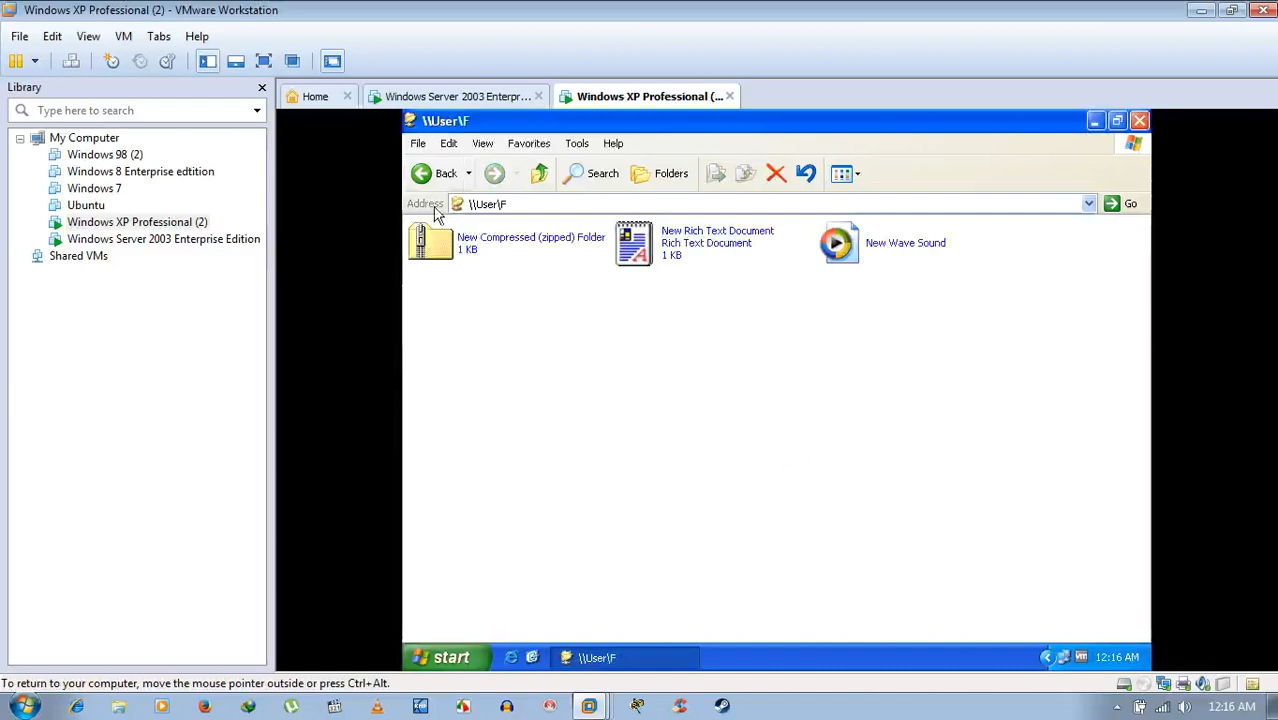 Windows XP Professional (2) - VMware Workstation
File Edit View VM Tabs Help
Library
Type here to search
My Computer
Windows 98 (2)
Windows 8 Enterprise edtition
Windows 7
Ubuntu
Windows XP Professional (2)
Windows Server 2003 Enterprise Edition
Shared VMs
Home
Windows Server 2003 Enterpr...
Windows XP Professional (...
\\User\F
File Edit View Favorites Tools Help
Back Search Folders
Address \\User\F Go
New Compressed (zipped) Folder
1 KB
New Rich Text Document
Rich Text Document
1 KB
New Wave Sound
start \\User\F 12:16 AM
To return to your computer, move the mouse pointer outside or press Ctrl+Alt.
12:16 AM